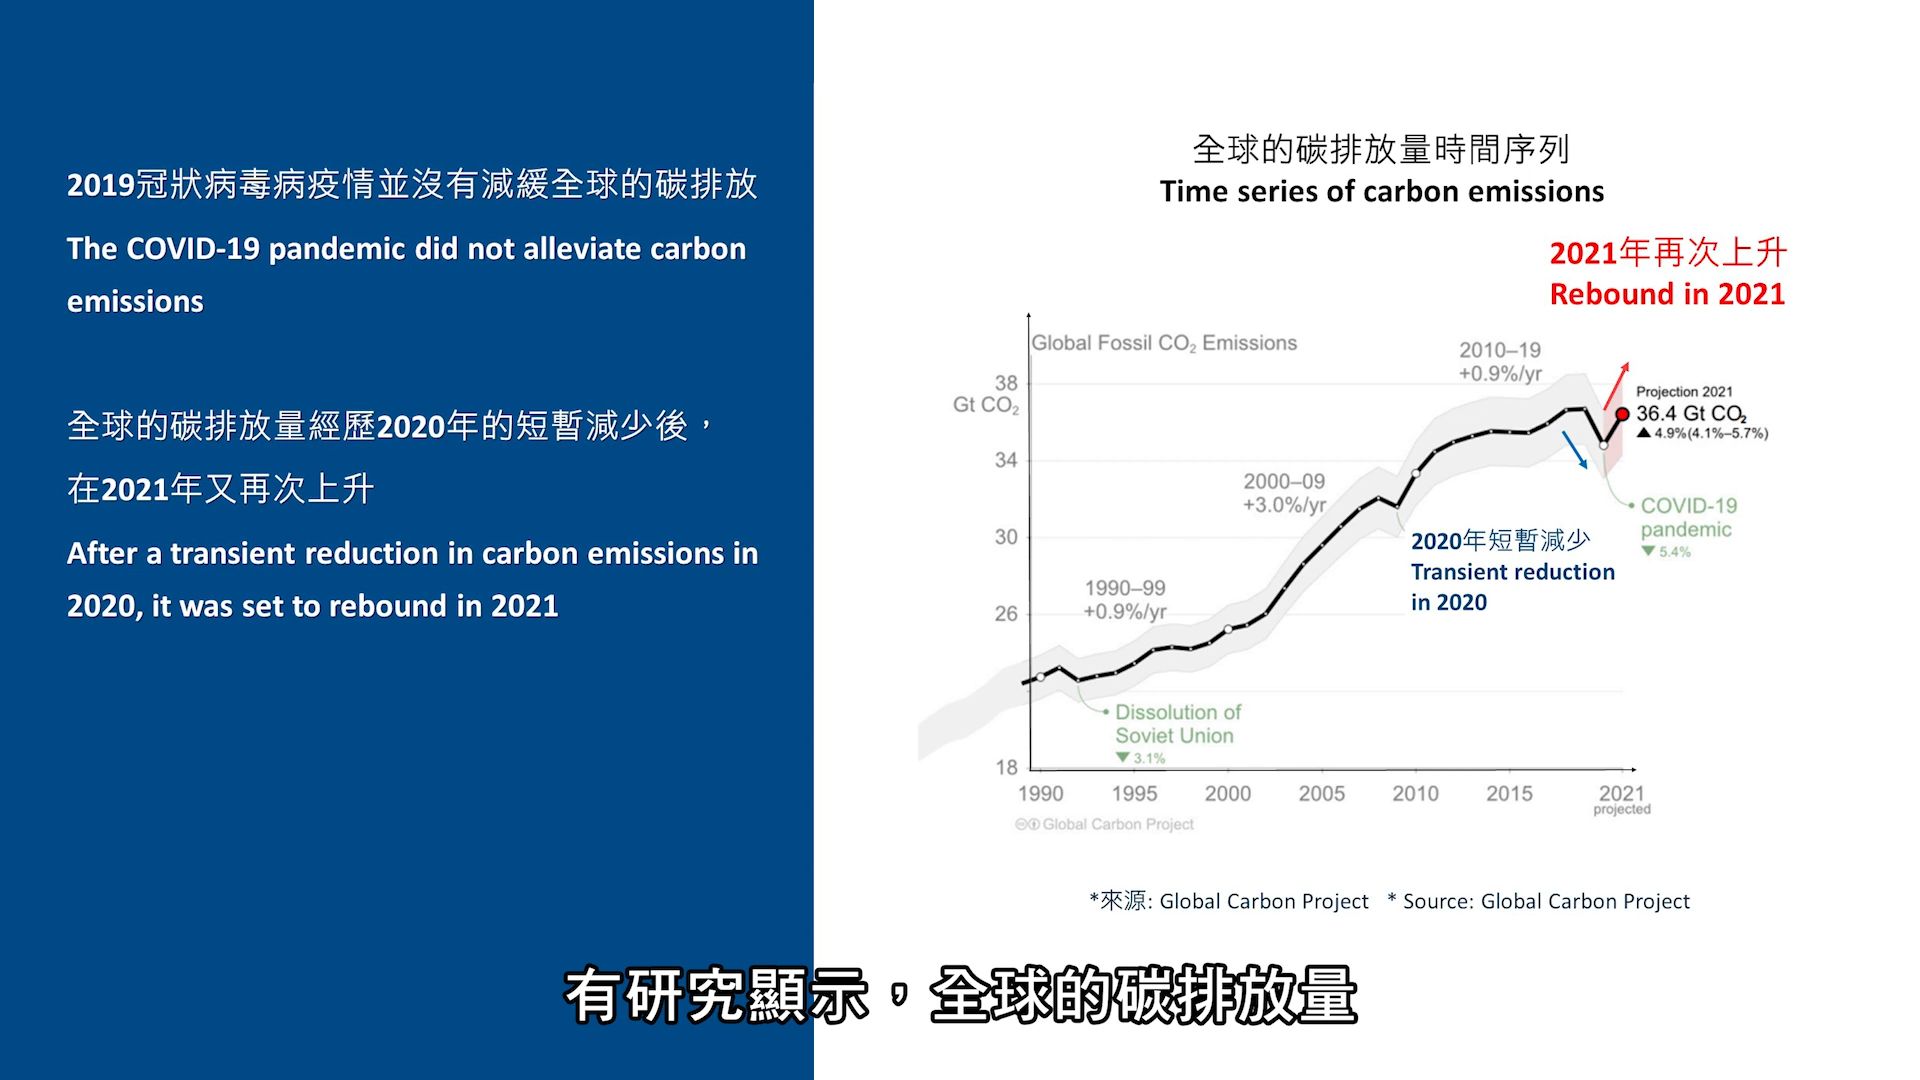 2019冠狀病毒病疫情並沒有減緩全球的碳排放
The COVID-19 pandemic did not alleviate carbon
emissions
全球的碳排放量經歷2020年的短暫減少後，
在2021年又再次上升
After a transient reduction in carbon emissions in
2020, it was set to rebound in 2021
全球的碳排放量時間序列
Time series of carbon emissions
2021年再次上升
Rebound in 2021
Global Fossil CO₂ Emissions
2010–19
+0.9%/yr
38
Gt CO₂
Projection 2021
36.4 Gt CO₂
▲ 4.9%(4.1%–5.7%)
34
2000–09
+3.0%/yr
COVID-19
pandemic
▼ 5.4%
30
2020年短暫減少
Transient reduction
in 2020
1990–99
+0.9%/yr
26
Dissolution of
Soviet Union
▼ 3.1%
18
1990 1995 2000 2005 2010 2015 2021
projected
Global Carbon Project
*來源: Global Carbon Project * Source: Global Carbon Project
有研究顯示，全球的碳排放量